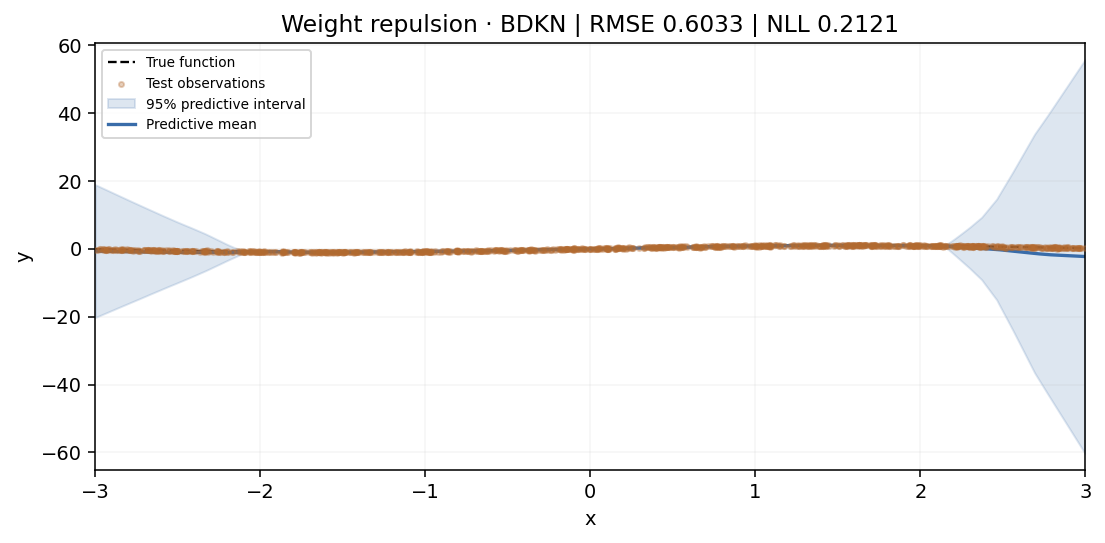 Weight repulsion · BDKN | RMSE 0.6033 | NLL 0.2121
True function
Test observations
95% predictive interval
Predictive mean
60
40
20
0
−20
−40
−60
y
−3
−2
−1
0
1
2
3
x